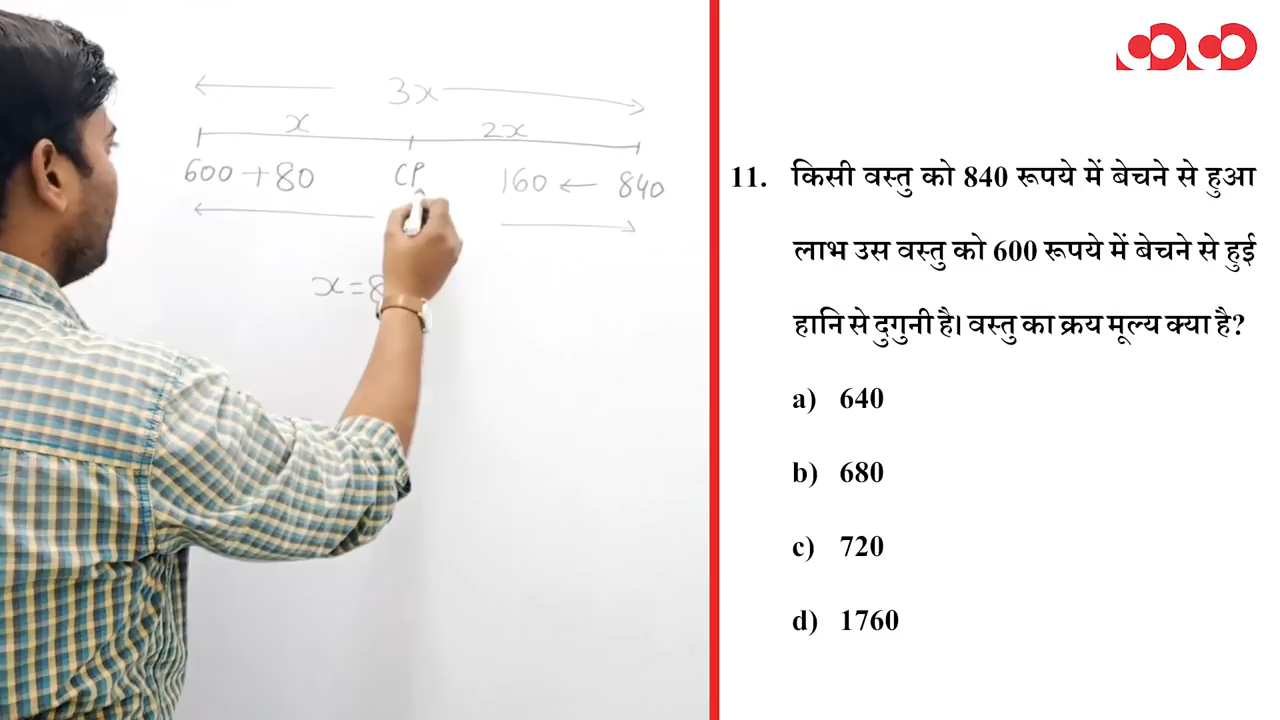 3x
x 2x
600 + 80 CP 160 ← 840
x = 8
11. किसी वस्तु को 840 रूपये में बेचने से हुआ
लाभ उस वस्तु को 600 रूपये में बेचने से हुई
हानि से दुगुनी है। वस्तु का क्रय मूल्य क्या है?
a) 640
b) 680
c) 720
d) 1760